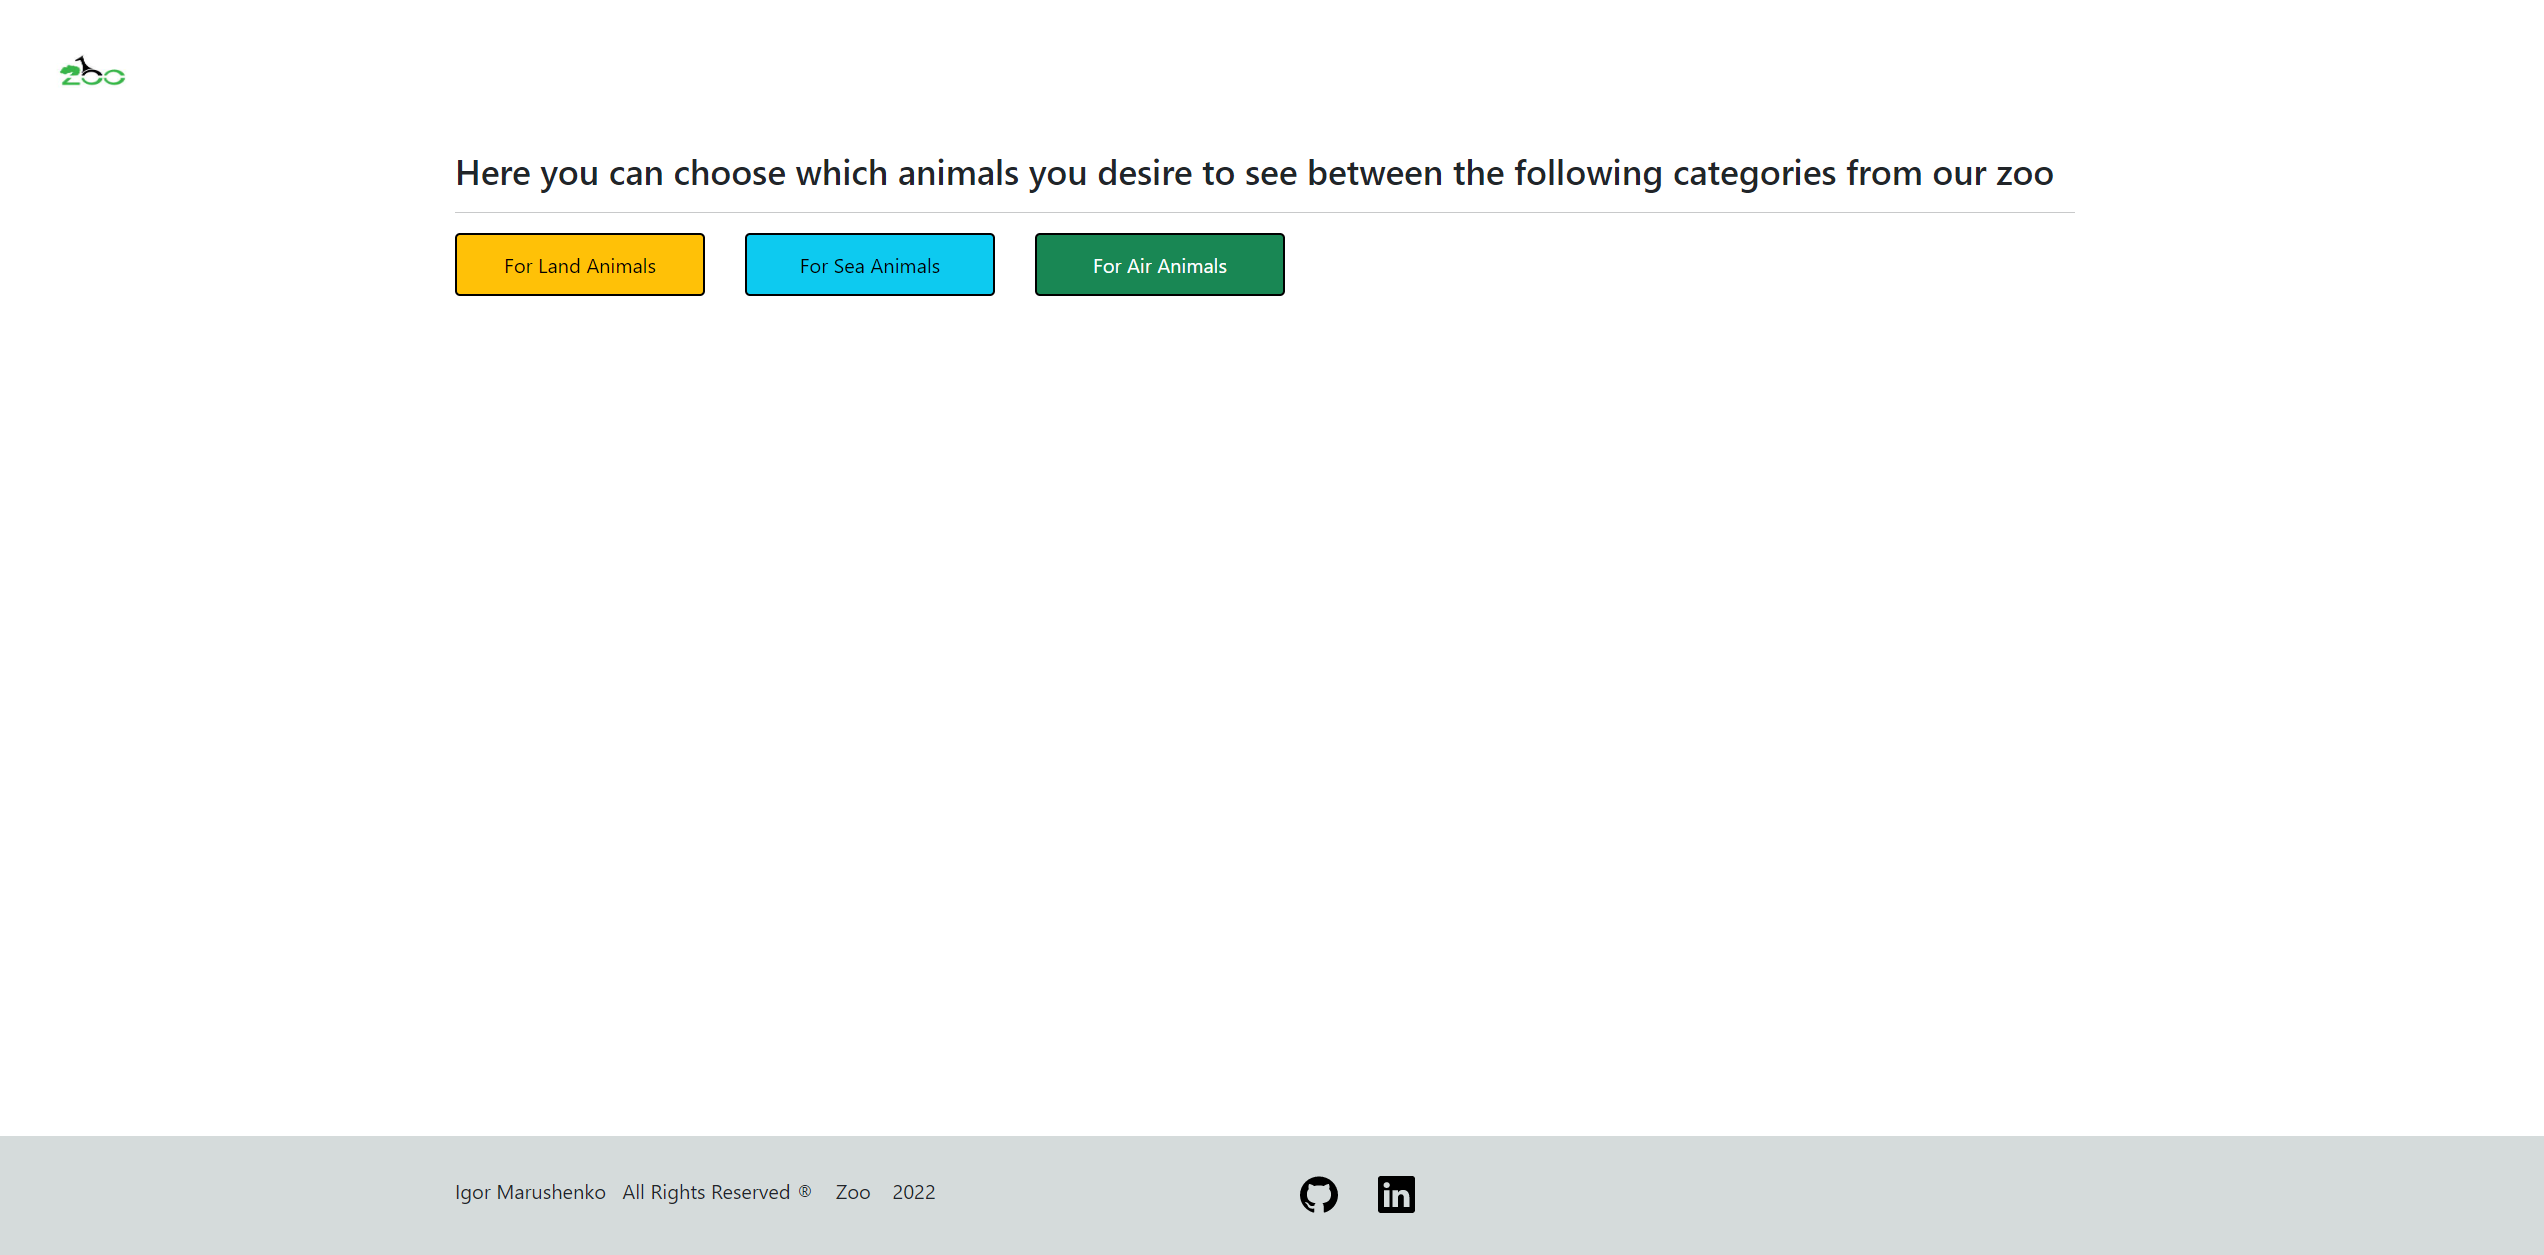 ZOO
Here you can choose which animals you desire to see between the following categories from our zoo
For Land Animals
For Sea Animals
For Air Animals
Igor Marushenko All Rights Reserved ® Zoo 2022
in